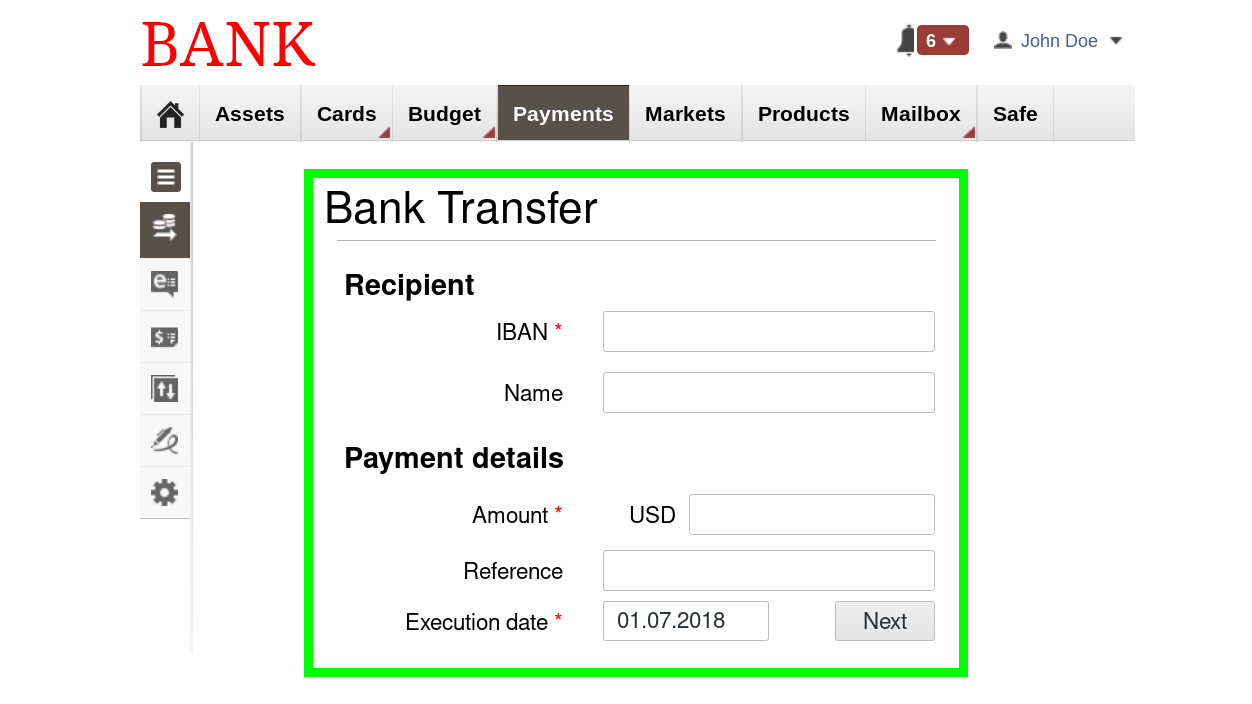 BANK
6
John Doe
Assets Cards Budget Payments Markets Products Mailbox Safe
Bank Transfer
Recipient
IBAN *
Name
Payment details
Amount * USD
Reference
Execution date * 01.07.2018 Next